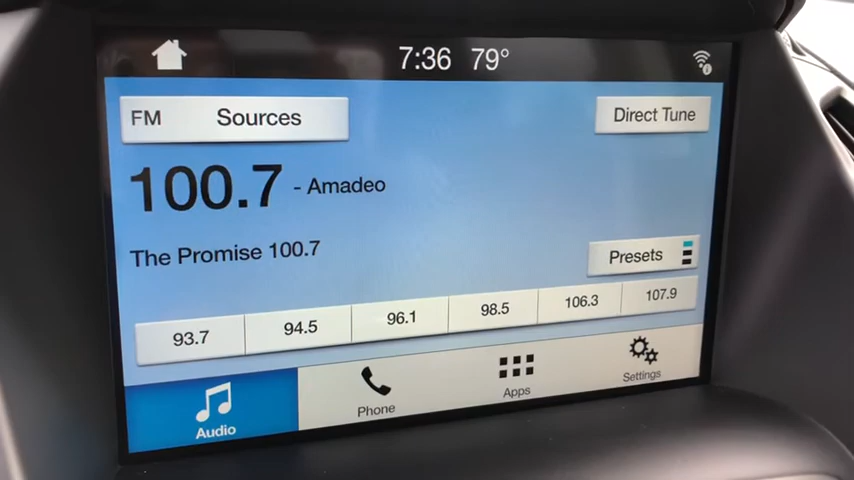 7:36 79°
FM Sources
Direct Tune
100.7 - Amadeo
The Promise 100.7
Presets
93.7 94.5 96.1 98.5 106.3 107.9
Audio Phone Apps Settings